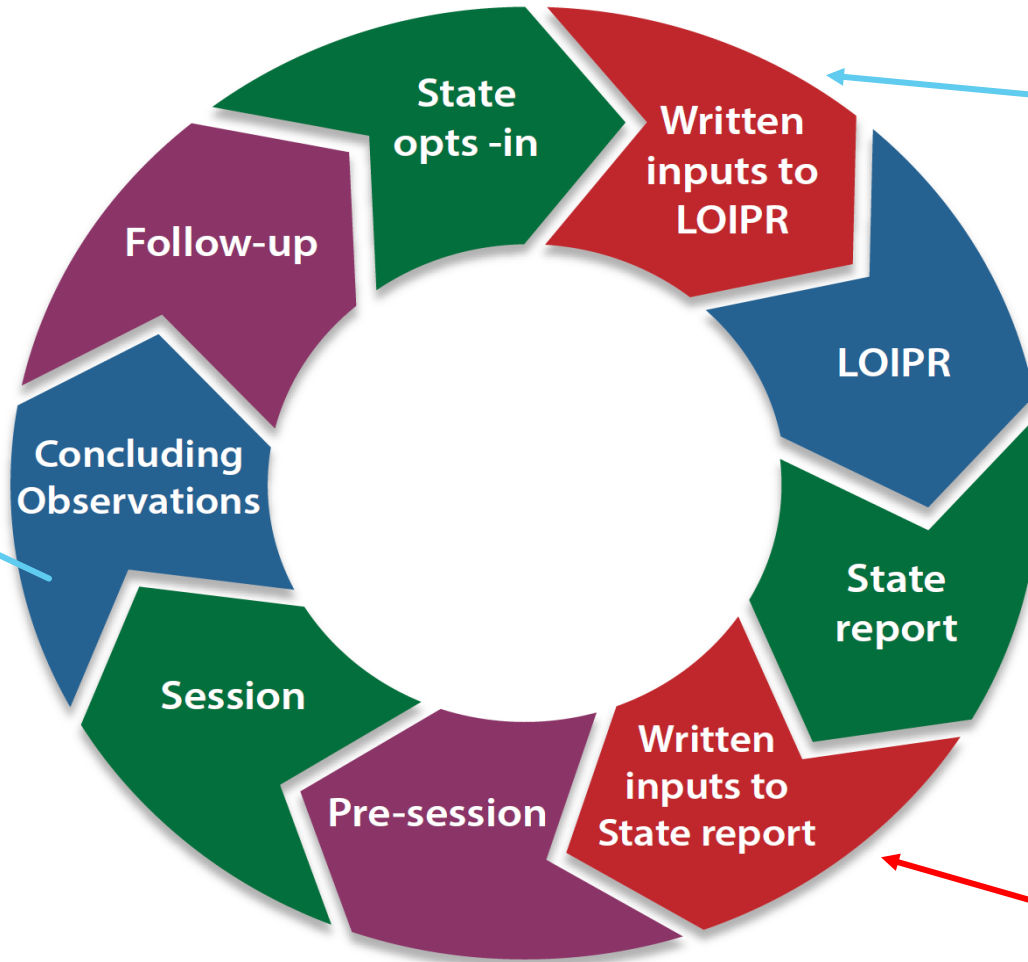 State
opts -in
Written
inputs to
LOIPR
LOIPR
State
report
Written
inputs to
State report
Pre-session
Session
Concluding
Observations
Follow-up